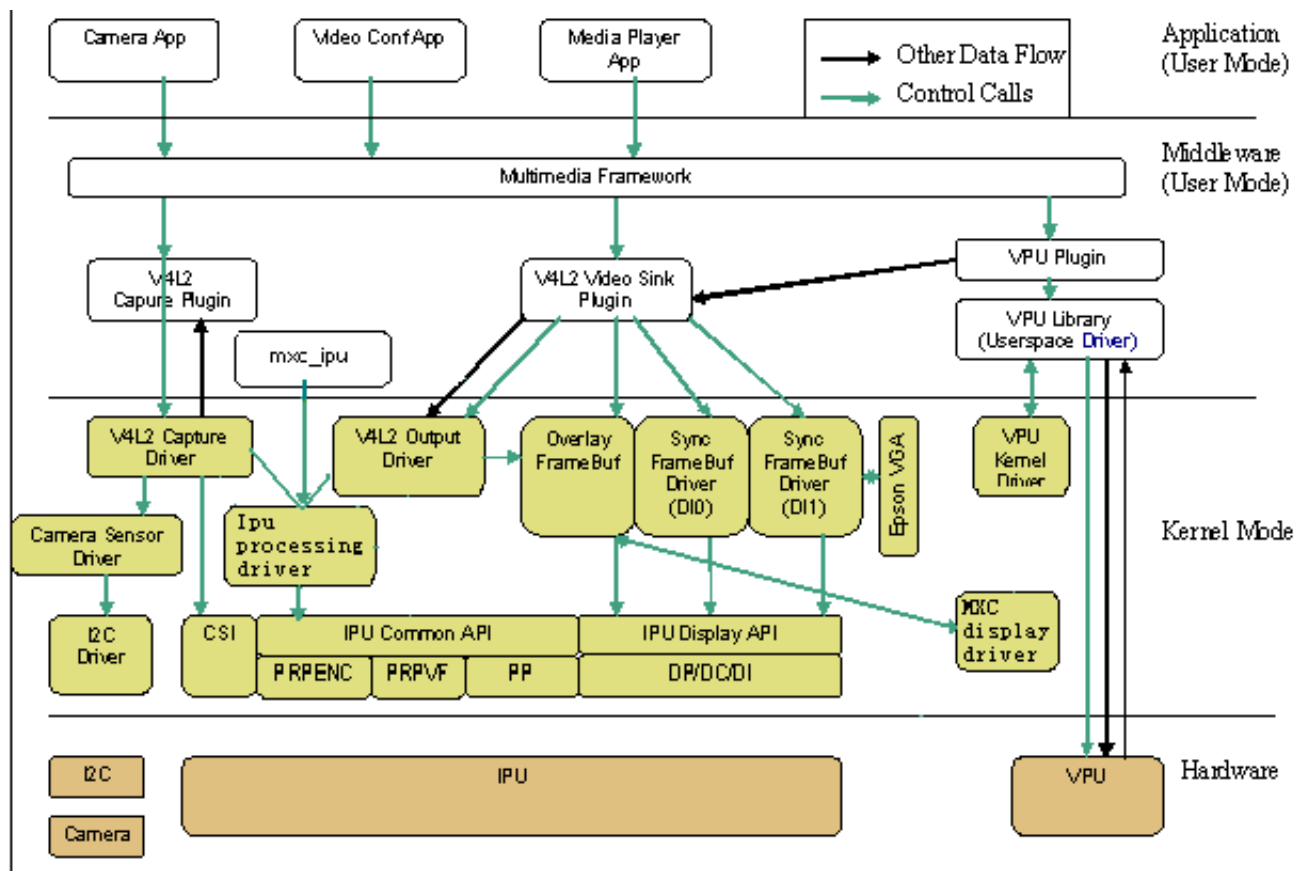 Camera App
Video Conf App
Media Player
App
Other Data Flow
Control Calls
Application
(User Mode)
Middleware
(User Mode)
Multimedia Framework
V4L2
Capure Plugin
V4L2 Video Sink
Plugin
VPU Plugin
VPU Library
(Userspace Driver)
mxc_ipu
V4L2 Capture
Driver
V4L2 Output
Driver
Overlay
FrameBuf
Sync
FrameBuf
Driver
(DI0)
Sync
FrameBuf
Driver
(DI1)
Epson VGA
VPU
Kernel
Driver
Camera Sensor
Driver
Ipu
processing
driver
Kernel Mode
I2C
Driver
CSI
IPU Common API
IPU Display API
MXC
display
driver
PRPENC
PRPVF
PP
DP/DC/DI
I2C
IPU
VPU
Hardware
Camera